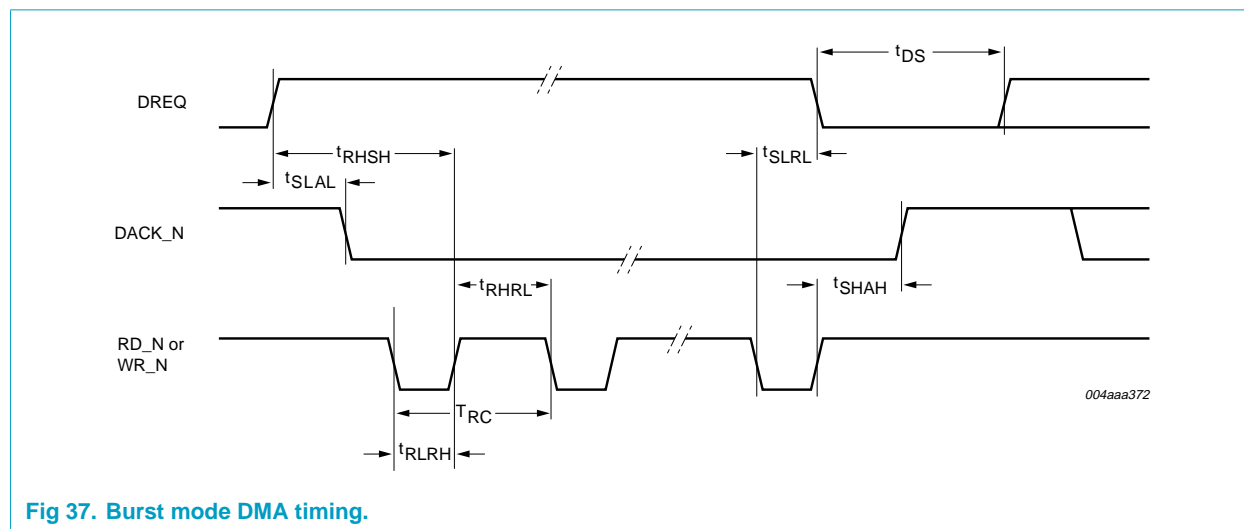 tDS
DREQ
tRHSH
tSLRL
tSLAL
DACK_N
tRHRL
tSHAH
RD_N or
WR_N
004aaa372
TRC
tRLRH
Fig 37. Burst mode DMA timing.